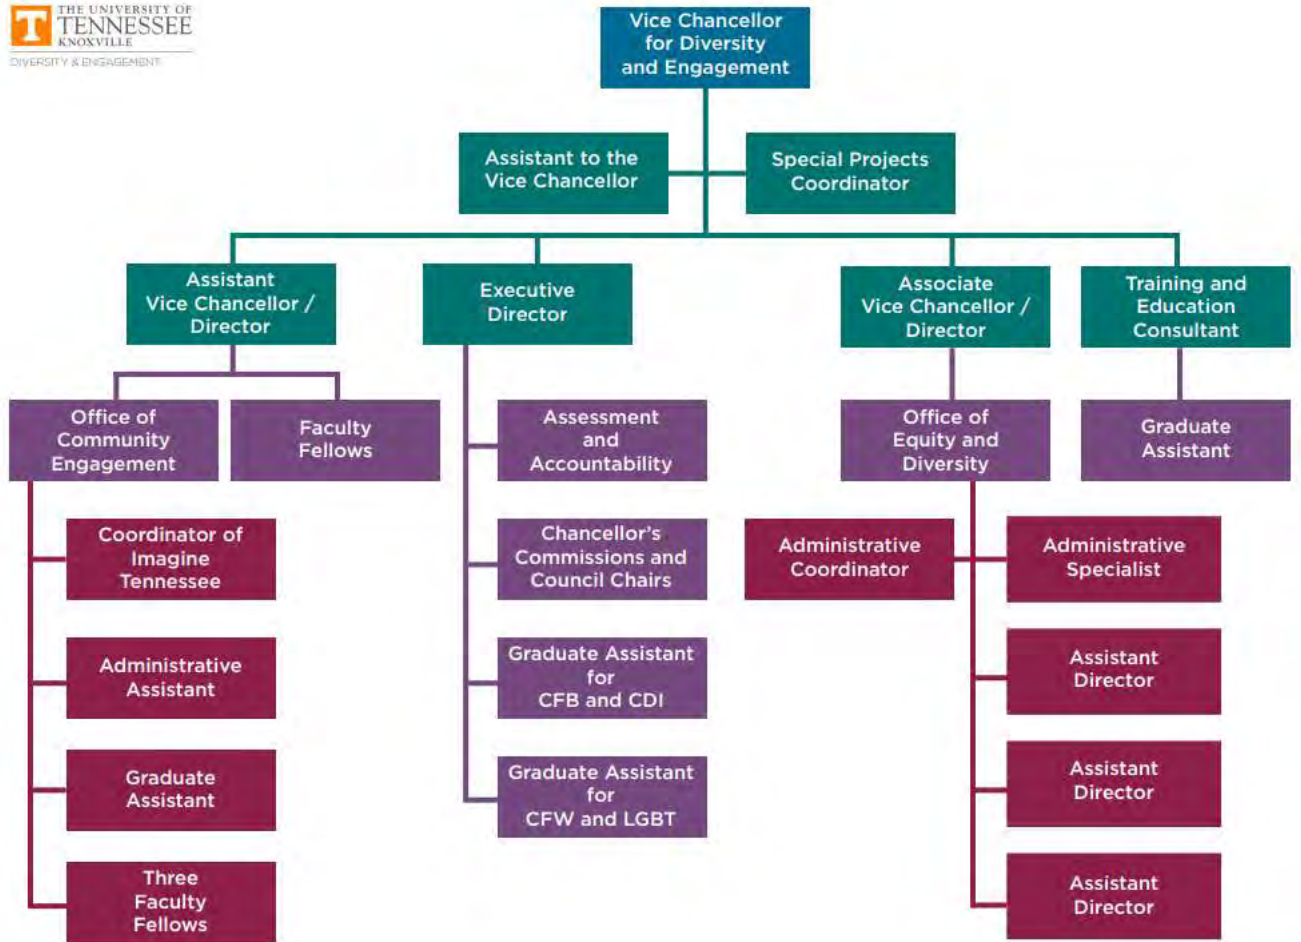 THE UNIVERSITY OF
TENNESSEE
KNOXVILLE
DIVERSITY & ENGAGEMENT
Vice Chancellor
for Diversity
and Engagement
Assistant to the
Vice Chancellor
Special Projects
Coordinator
Assistant
Vice Chancellor /
Director
Executive
Director
Associate
Vice Chancellor /
Director
Training and
Education
Consultant
Office of
Community
Engagement
Faculty
Fellows
Assessment
and
Accountability
Office of
Equity and
Diversity
Graduate
Assistant
Coordinator of
Imagine
Tennessee
Chancellor’s
Commissions and
Council Chairs
Administrative
Coordinator
Administrative
Specialist
Administrative
Assistant
Graduate Assistant
for
CFB and CDI
Assistant
Director
Graduate
Assistant
Graduate Assistant
for
CFW and LGBT
Assistant
Director
Three
Faculty
Fellows
Assistant
Director